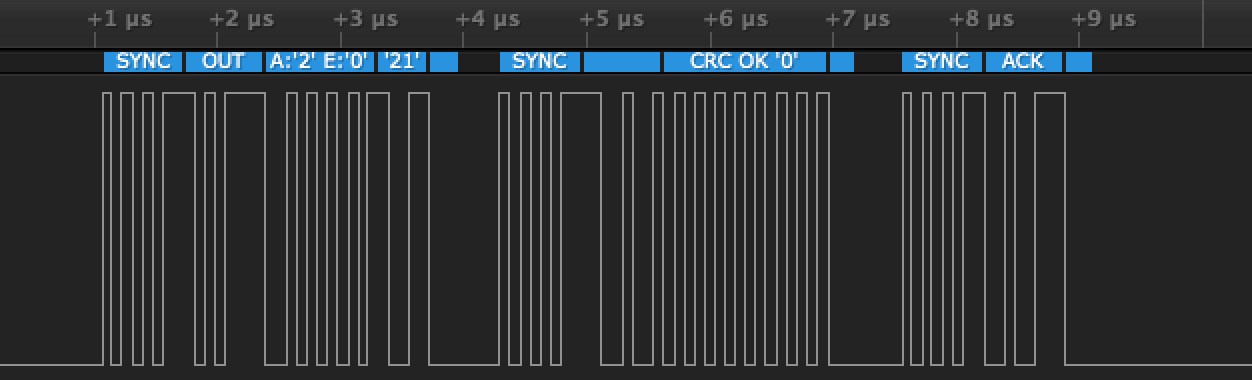 +1 µs +2 µs +3 µs +4 µs +5 µs +6 µs +7 µs +8 µs +9 µs
SYNC OUT A:'2' E:'0' '21' SYNC CRC OK '0' SYNC ACK